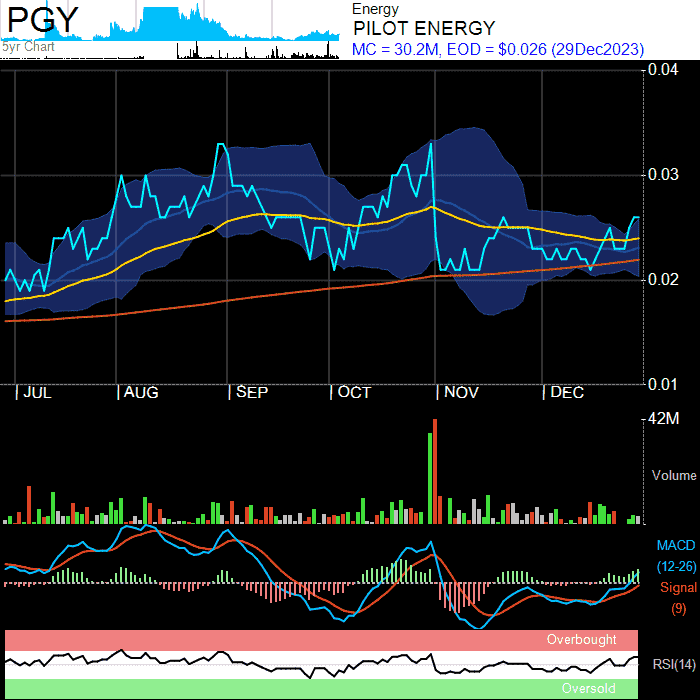 PGY
5yr Chart
Energy
PILOT ENERGY
MC = 30.2M, EOD = $0.026 (29Dec2023)
0.04
0.03
0.02
0.01
JUL AUG SEP OCT NOV DEC
42M
Volume
MACD
(12-26)
Signal
(9)
Overbought
RSI(14)
Oversold